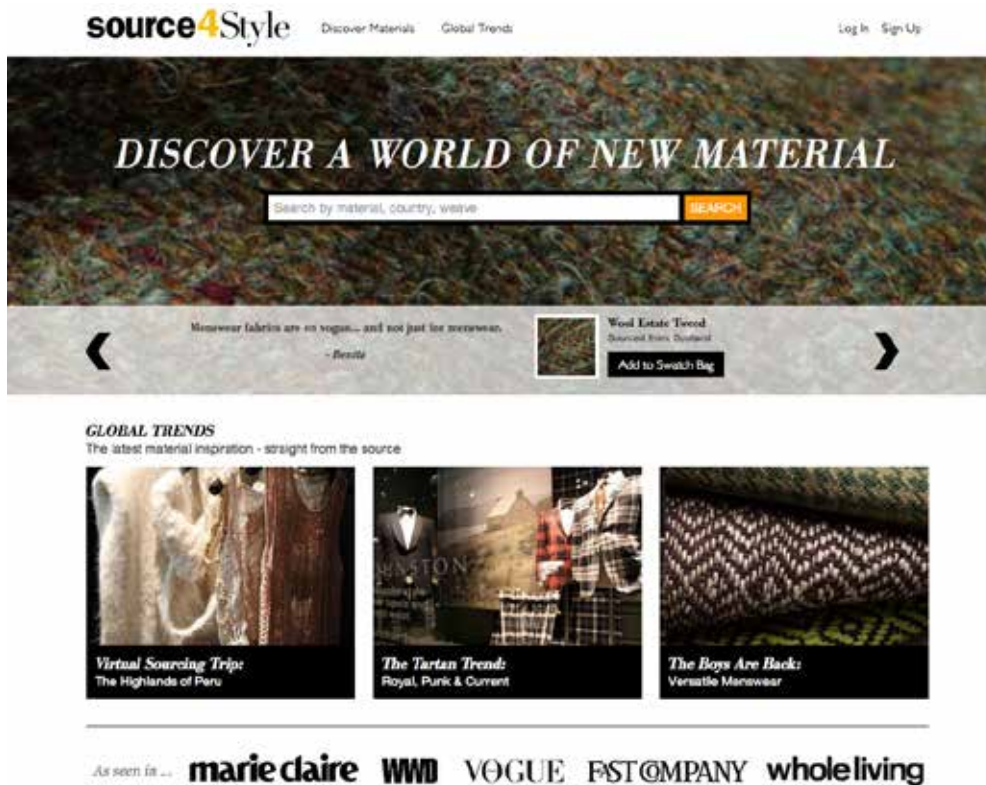 source4Style
Discover Materials Global Trends Log In Sign Up
DISCOVER A WORLD OF NEW MATERIAL
Search by material, country, weave SEARCH
Menswear fabrics are en vogue... and not just for menswear.
- Benita
Wool Estate Tweed
Sourced from: Scotland
Add to Swatch Bag
GLOBAL TRENDS
The latest material inspiration - straight from the source
Virtual Sourcing Trip:
The Highlands of Peru
The Tartan Trend:
Royal, Punk & Current
The Boys Are Back:
Versatile Menswear
As seen in ... marie claire WWD VOGUE FAST COMPANY whole living